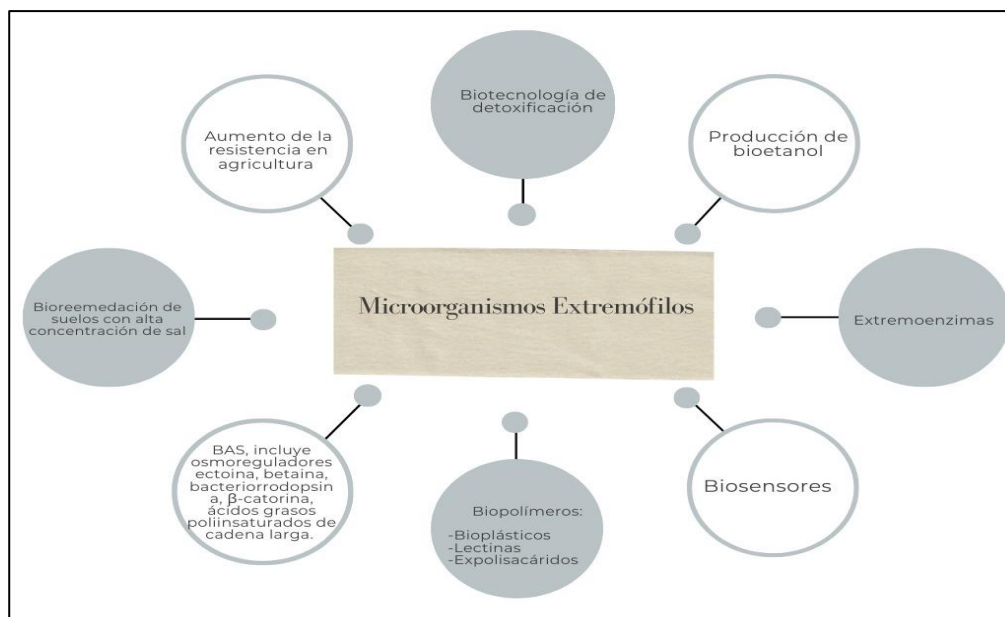 Biotecnología de
detoxificación
Aumento de la
resistencia en
agricultura
Producción de
bioetanol
Microorganismos Extremófilos
Bioreemedación de
suelos con alta
concentración de sal
Extremoenzimas
BAS, incluye
osmoreguladores
ectoina, betaina,
bacteriorrodopsin
a, β-catorina,
ácidos grasos
poliinsaturados de
cadena larga.
Biopolímeros:
-Bioplásticos
-Lectinas
-Expolisacáridos
Biosensores